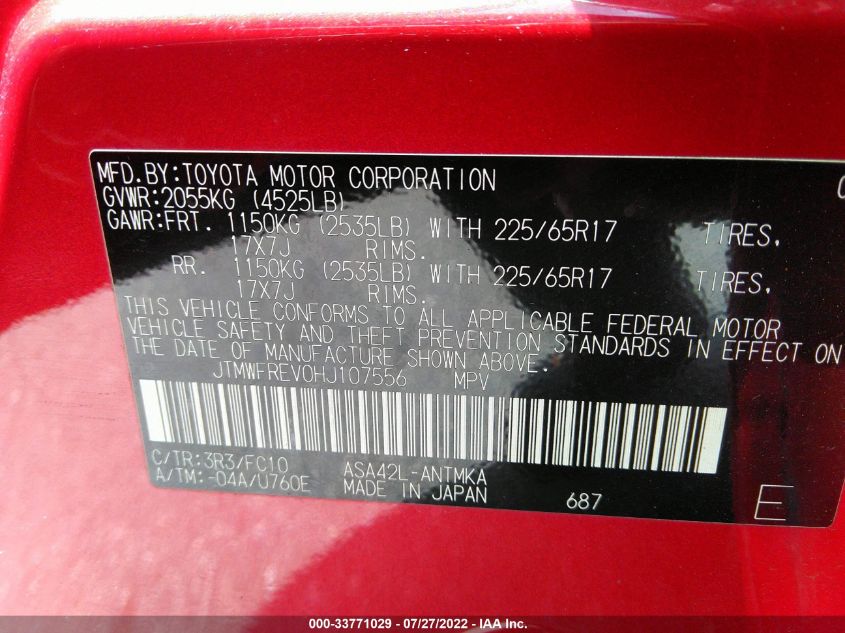 MFD.BY:TOYOTA MOTOR CORPORATION
GVWR:2055KG (4525LB)
GAWR:FRT. 1150KG (2535LB) WITH 225/65R17 TIRES,
17X7J RIMS.
RR. 1150KG (2535LB) WITH 225/65R17 TIRES,
17X7J RIMS.
THIS VEHICLE CONFORMS TO ALL APPLICABLE FEDERAL MOTOR
VEHICLE SAFETY AND THEFT PREVENTION STANDARDS IN EFFECT ON
THE DATE OF MANUFACTURE SHOWN ABOVE.
JTMWFREV0HJ107556 MPV
C/TR:3R3/FC10 ASA42L-ANTMKA
A/TM:-04A/U760E MADE IN JAPAN 687 E
000-33771029 - 07/27/2022 - IAA Inc.